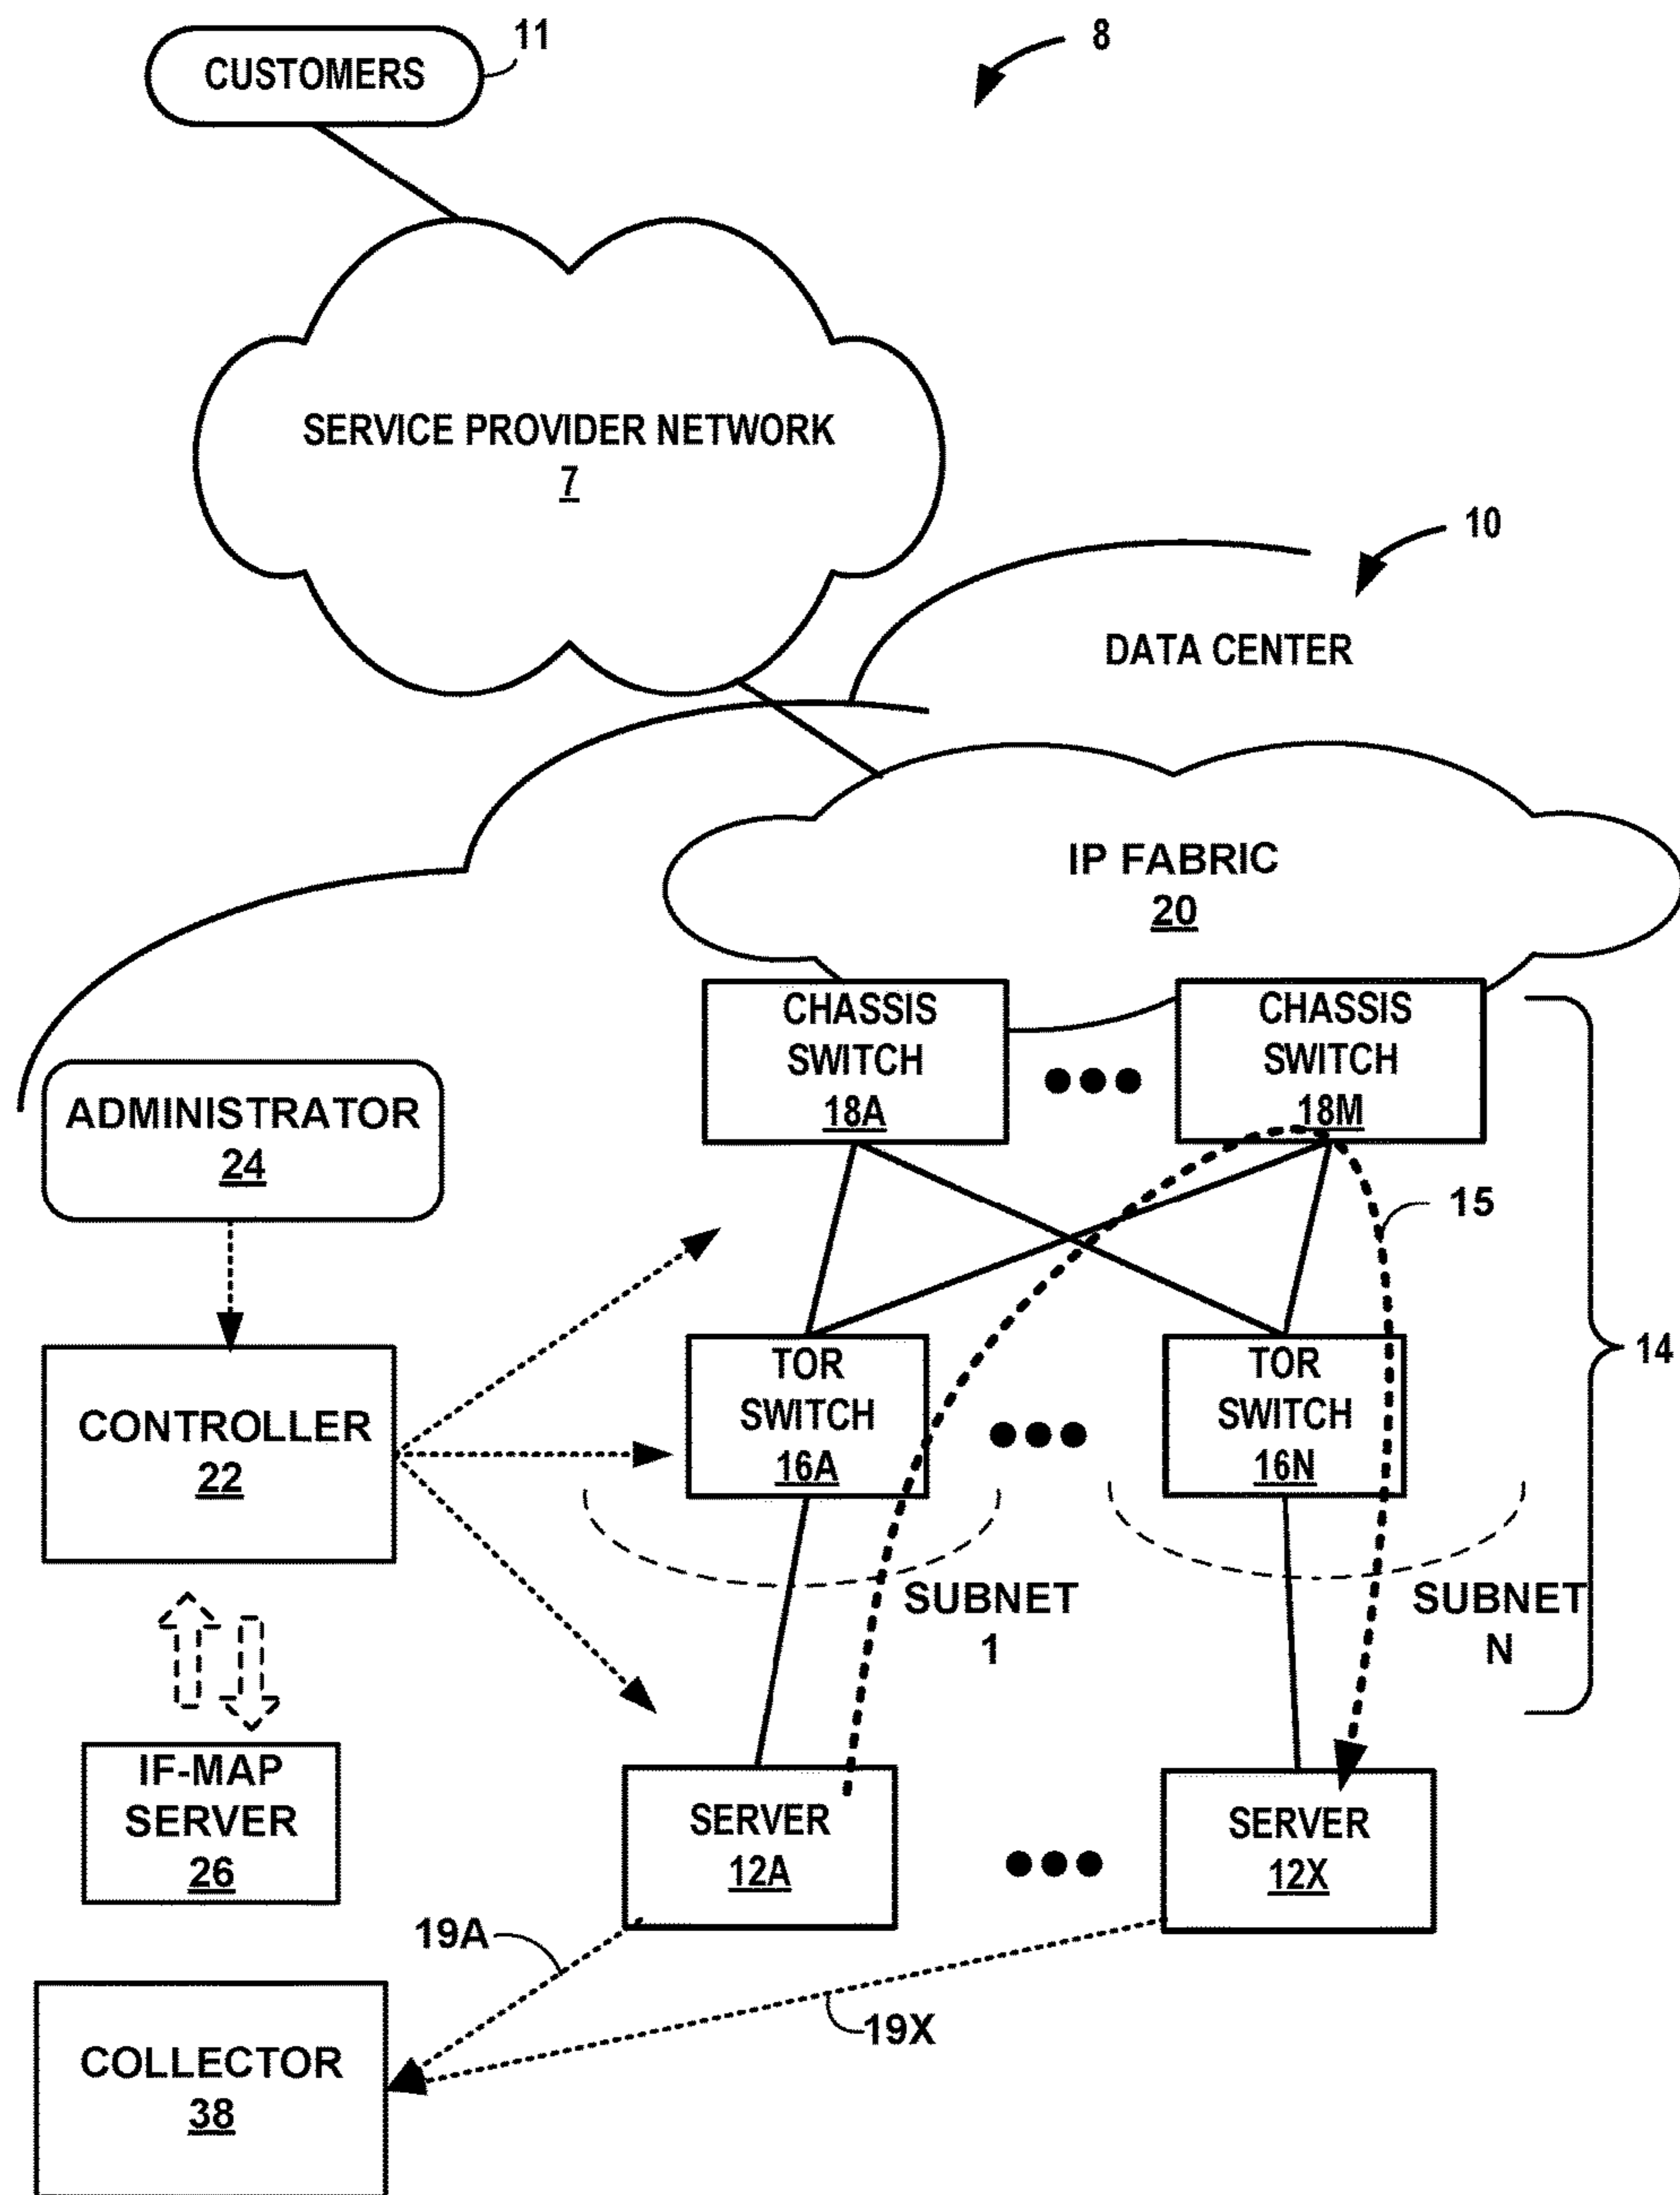 11
8
CUSTOMERS
SERVICE PROVIDER NETWORK
7
10
DATA CENTER
IP FABRIC
20
CHASSIS
SWITCH
18A
CHASSIS
SWITCH
18M
ADMINISTRATOR
24
15
CONTROLLER
22
TOR
SWITCH
16A
TOR
SWITCH
16N
14
SUBNET
1
SUBNET
N
IF-MAP
SERVER
26
SERVER
12A
SERVER
12X
19A
19X
COLLECTOR
38